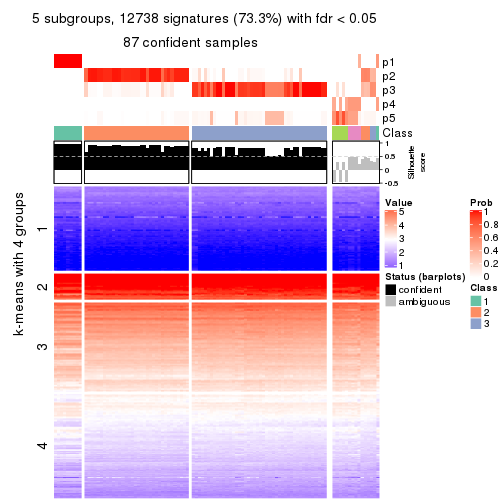 5 subgroups, 12738 signatures (73.3%) with fdr < 0.05
87 confident samples
p1
p2
p3
p4
p5
Class
1
0.5
0
-0.5
Silhouette
score
k-means with 4 groups
1
2
3
4
Value
5
4
3
2
1
Status (barplots)
confident
ambiguous
Prob
1
0.8
0.6
0.4
0.2
0
Class
1
2
3